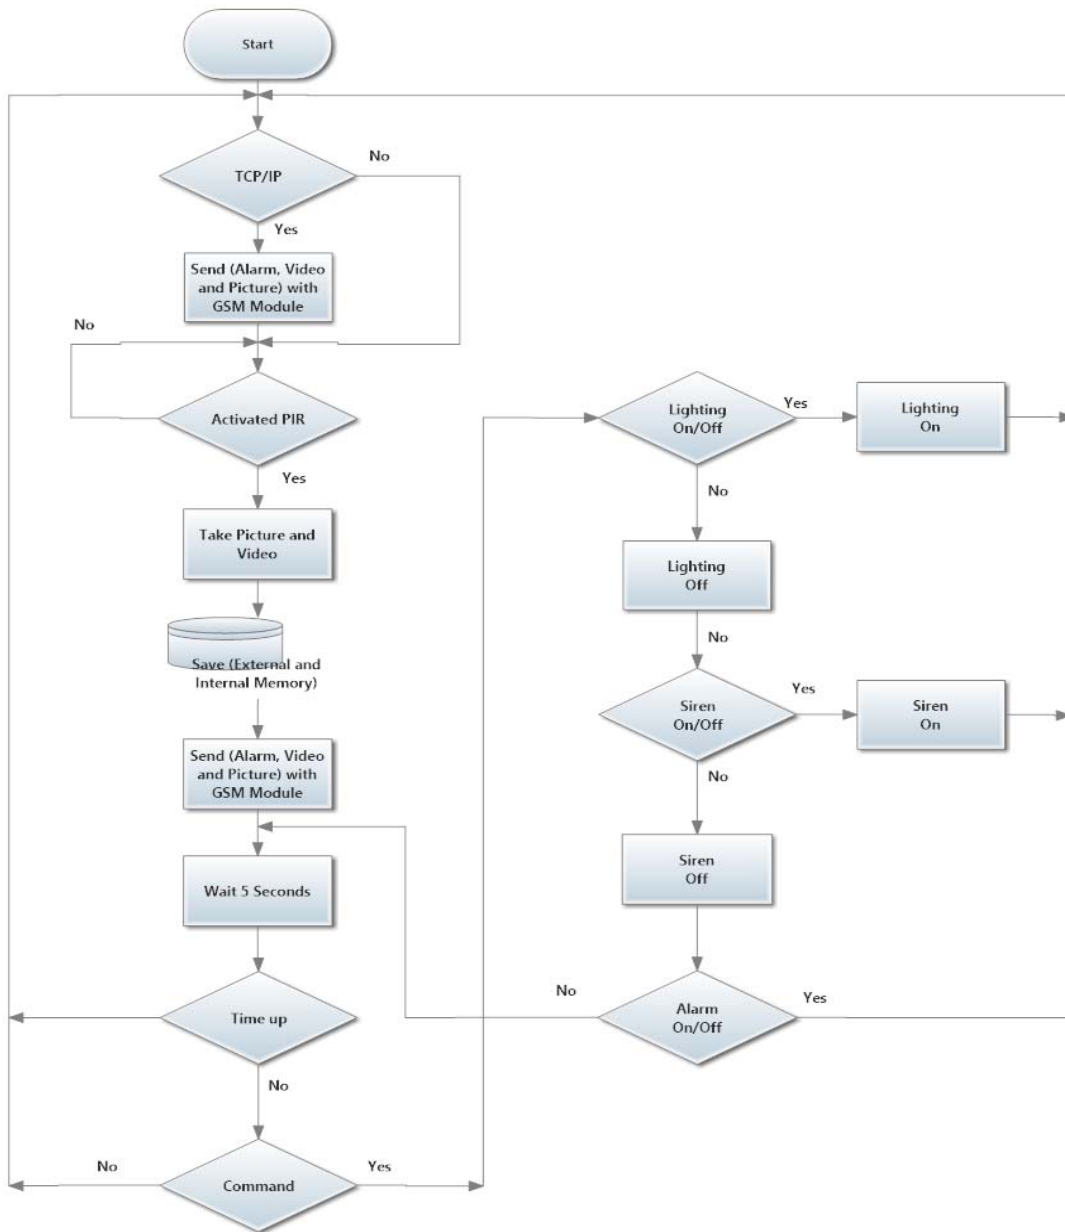 Start
No
TCP/IP
Yes
Send (Alarm, Video
and Picture) with
GSM Module
No
Activated PIR
Yes
Take Picture and
Video
Save (External and
Internal Memory)
Send (Alarm, Video
and Picture) with
GSM Module
Wait 5 Seconds
Time up
No
No
Command
Yes
Lighting
On/Off
Yes
Lighting
On
No
Lighting
Off
No
Siren
On/Off
Yes
Siren
On
No
Siren
Off
No
Alarm
On/Off
Yes